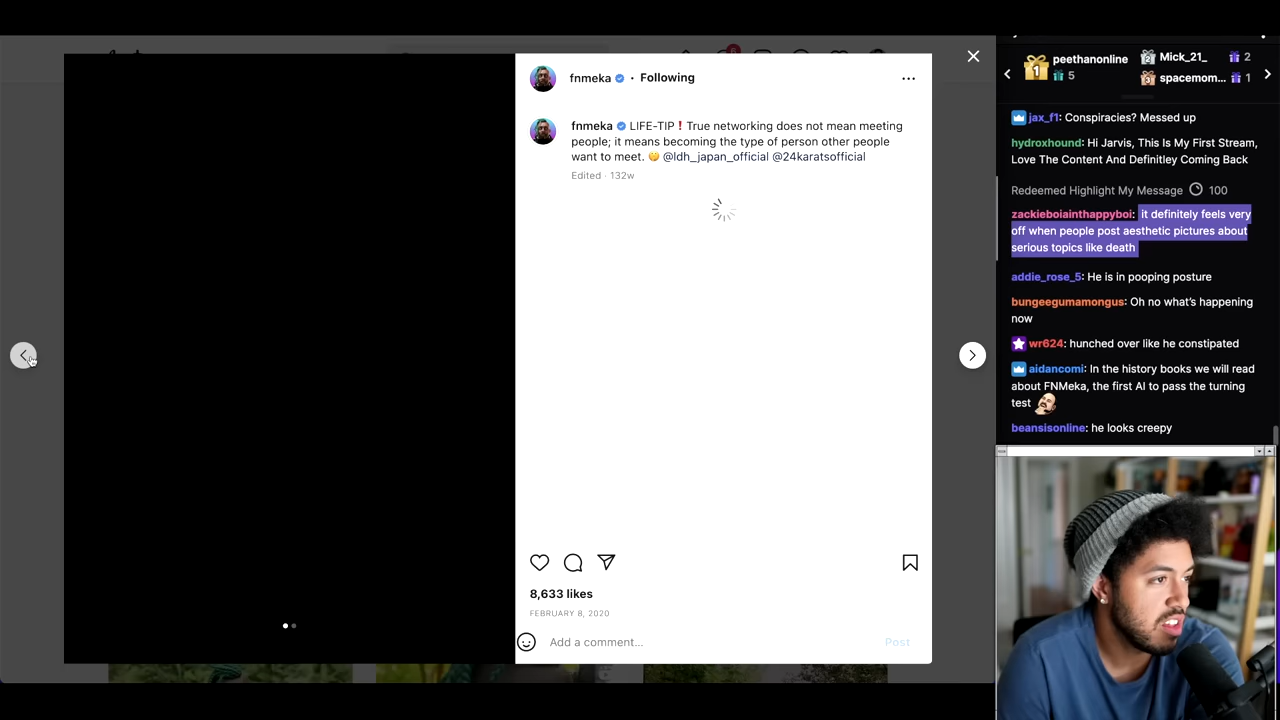 fnmeka • Following
fnmeka LIFE-TIP❗ True networking does not mean meeting
people; it means becoming the type of person other people
want to meet. @ldh_japan_official @24karatsofficial
Edited · 132w
8,633 likes
FEBRUARY 8, 2020
Add a comment...
Post
1 peethanonline
5
2 Mick_21_ 2
3 spacemom... 1
jax_f1: Conspiracies? Messed up
hydroxhound: Hi Jarvis, This Is My First Stream,
Love The Content And Definitley Coming Back
Redeemed Highlight My Message 100
zackieboiainthappyboi: it definitely feels very
off when people post aesthetic pictures about
serious topics like death
addie_rose_5: He is in pooping posture
bungeegumamongus: Oh no what’s happening
now
wr624: hunched over like he constipated
aidancomi: In the history books we will read
about FNMeka, the first AI to pass the turning
test
beansisonline: he looks creepy